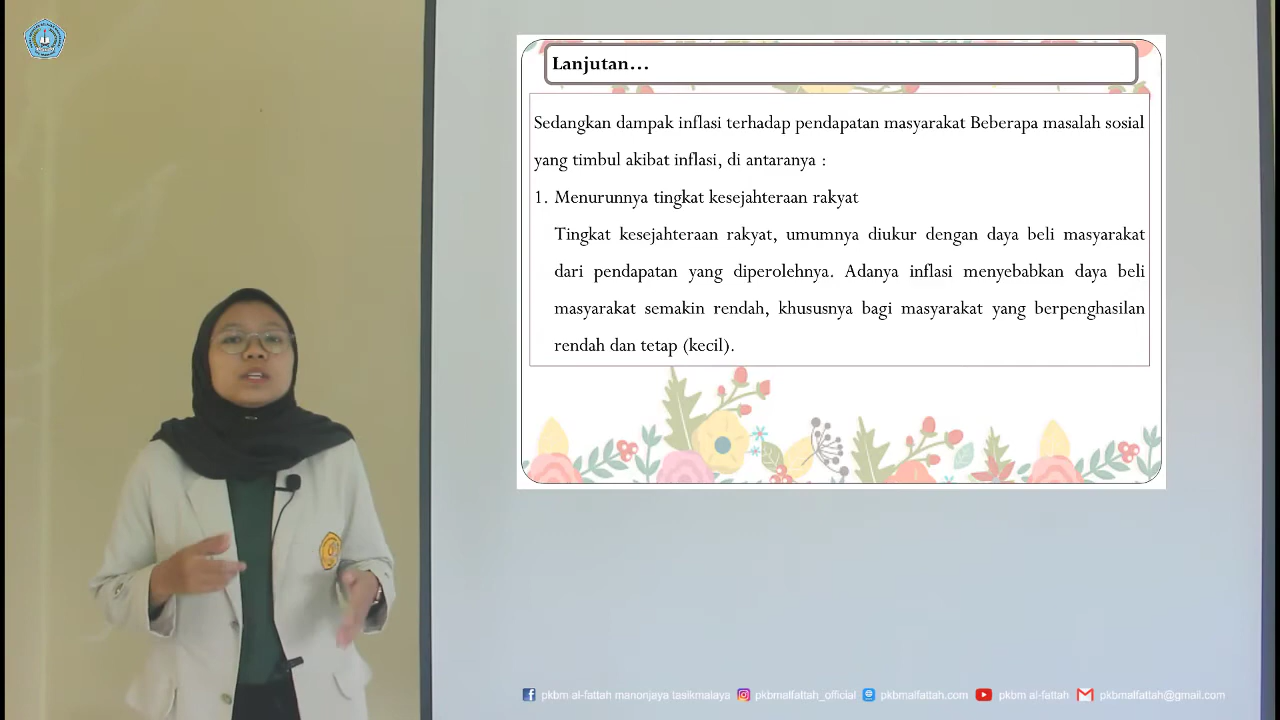 Lanjutan...
Sedangkan dampak inflasi terhadap pendapatan masyarakat Beberapa masalah sosial
yang timbul akibat inflasi, di antaranya :
1. Menurunnya tingkat kesejahteraan rakyat
Tingkat kesejahteraan rakyat, umumnya diukur dengan daya beli masyarakat
dari pendapatan yang diperolehnya. Adanya inflasi menyebabkan daya beli
masyarakat semakin rendah, khususnya bagi masyarakat yang berpenghasilan
rendah dan tetap (kecil).
pkbm al-fattah manonjaya tasikmalaya pkbmalfattah_official pkbmalfattah.com pkbm al-fattah pkbmalfattah@gmail.com